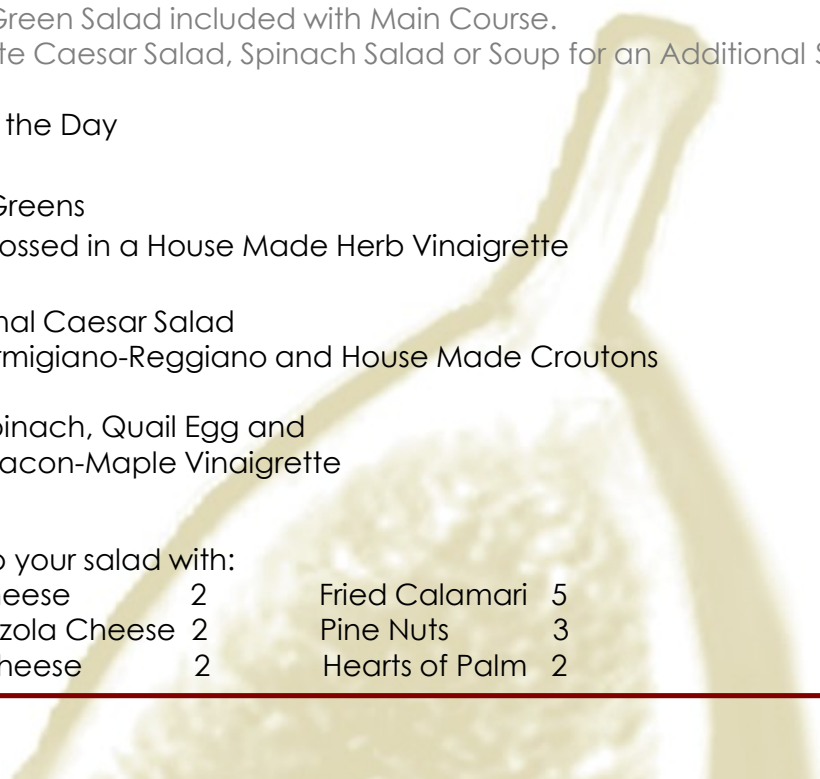 Green Salad included with Main Course.
te Caesar Salad, Spinach Salad or Soup for an Additional S
the Day
Greens
ossed in a House Made Herb Vinaigrette
nal Caesar Salad
rmigiano-Reggiano and House Made Croutons
pinach, Quail Egg and
acon-Maple Vinaigrette
p your salad with:
heese 2 Fried Calamari 5
zola Cheese 2 Pine Nuts 3
heese 2 Hearts of Palm 2